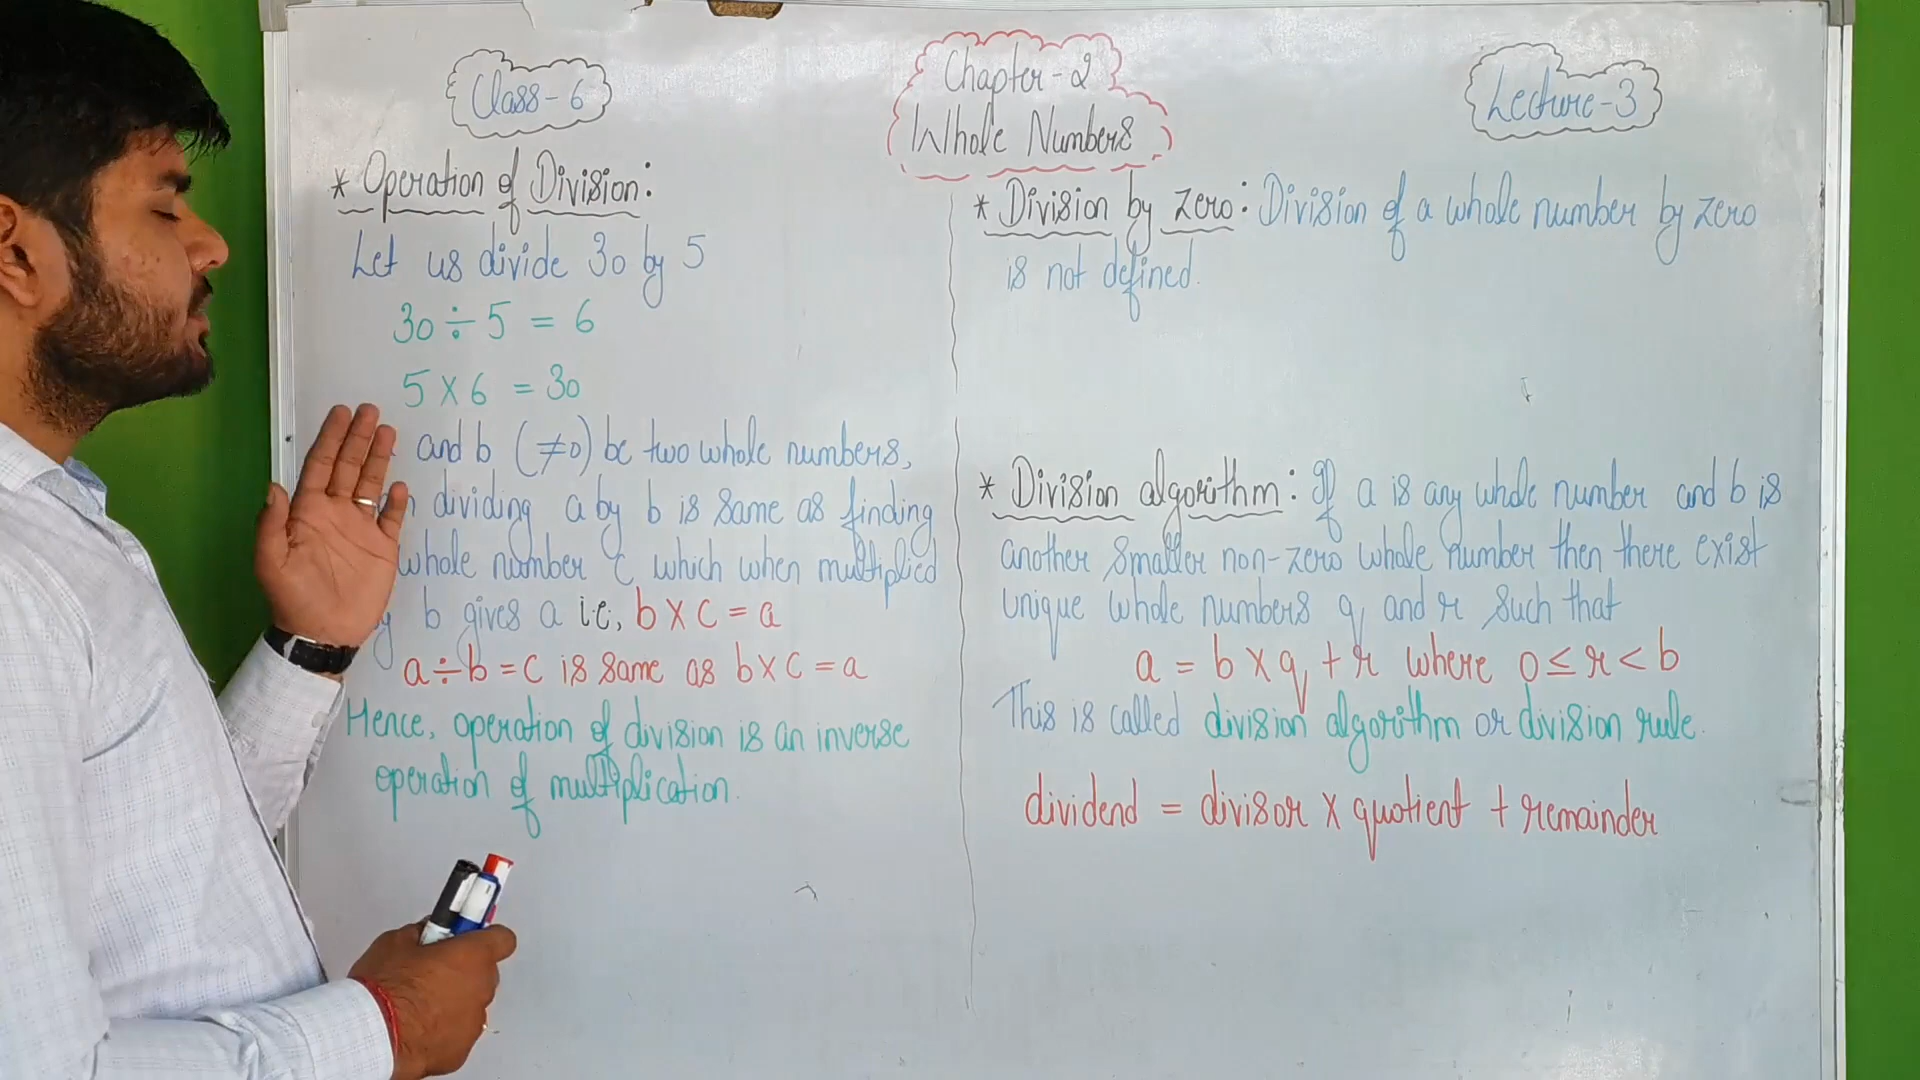 Class-6
Chapter-2
Whole Numbers
Lecture-3
* Operation of Division:
Let us divide 30 by 5
30 ÷ 5 = 6
5 X 6 = 30
and b (≠0) be two whole numbers,
dividing a by b is same as finding
whole number c which when multiplied
b gives a i.e, b X c = a
a ÷ b = c is same as b X c = a
Hence, operation of division is an inverse
operation of multiplication.
* Division by zero: Division of a whole number by zero
is not defined.
* Division algorithm: If a is any whole number and b is
another smaller non-zero whole number then there exist
unique whole numbers q and r such that
a = b X q + r where 0 ≤ r < b
This is called division algorithm or division rule.
dividend = divisor X quotient + remainder